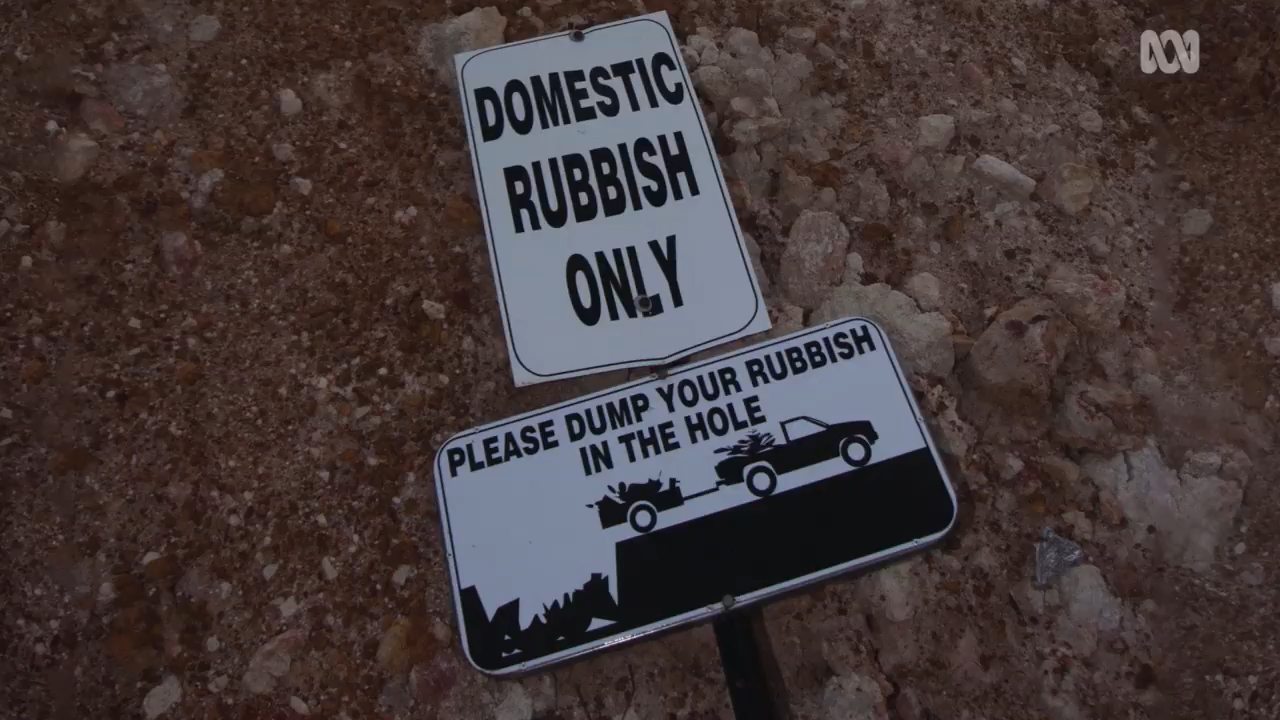 DOMESTIC
RUBBISH
ONLY
PLEASE DUMP YOUR RUBBISH
IN THE HOLE